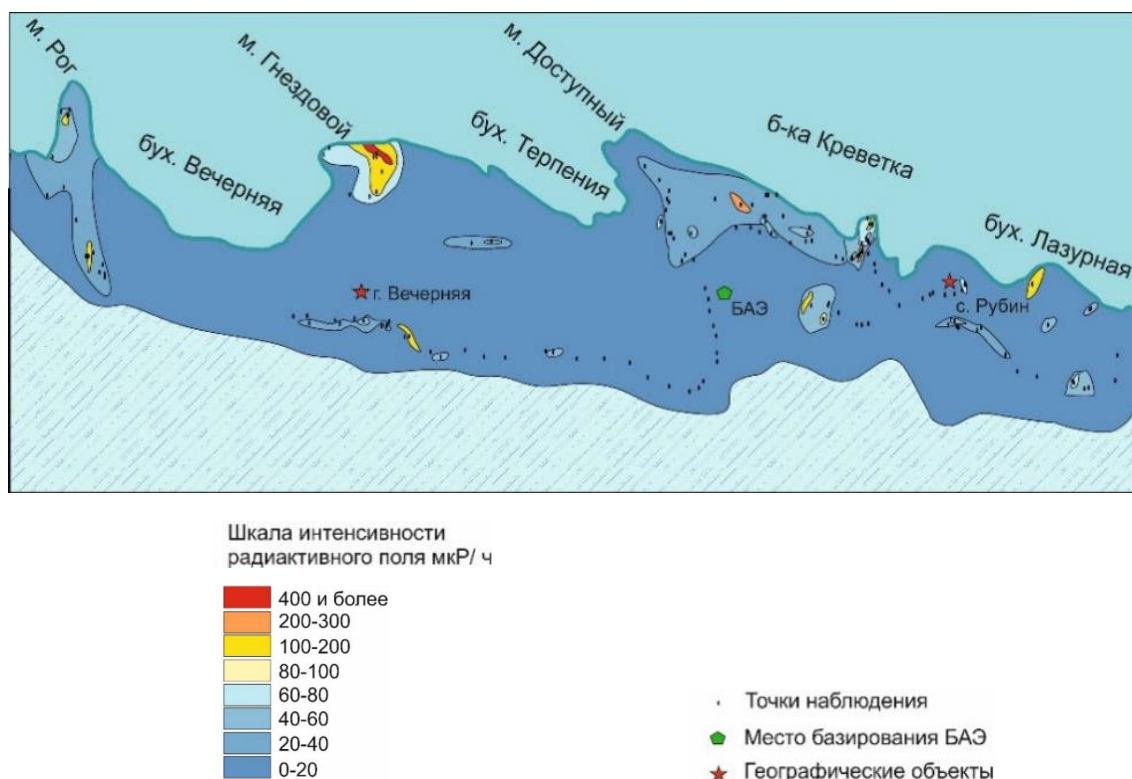 м. Рог
бух. Вечерняя
м. Гнездовой
бух. Терпения
м. Доступный
б-ка Креветка
бух. Лазурная
г. Вечерняя
БАЭ
с. Рубин
Шкала интенсивности
радиактивного поля мкР/ ч
400 и более
200-300
100-200
80-100
60-80
40-60
20-40
0-20
Точки наблюдения
Место базирования БАЭ
Географические объекты